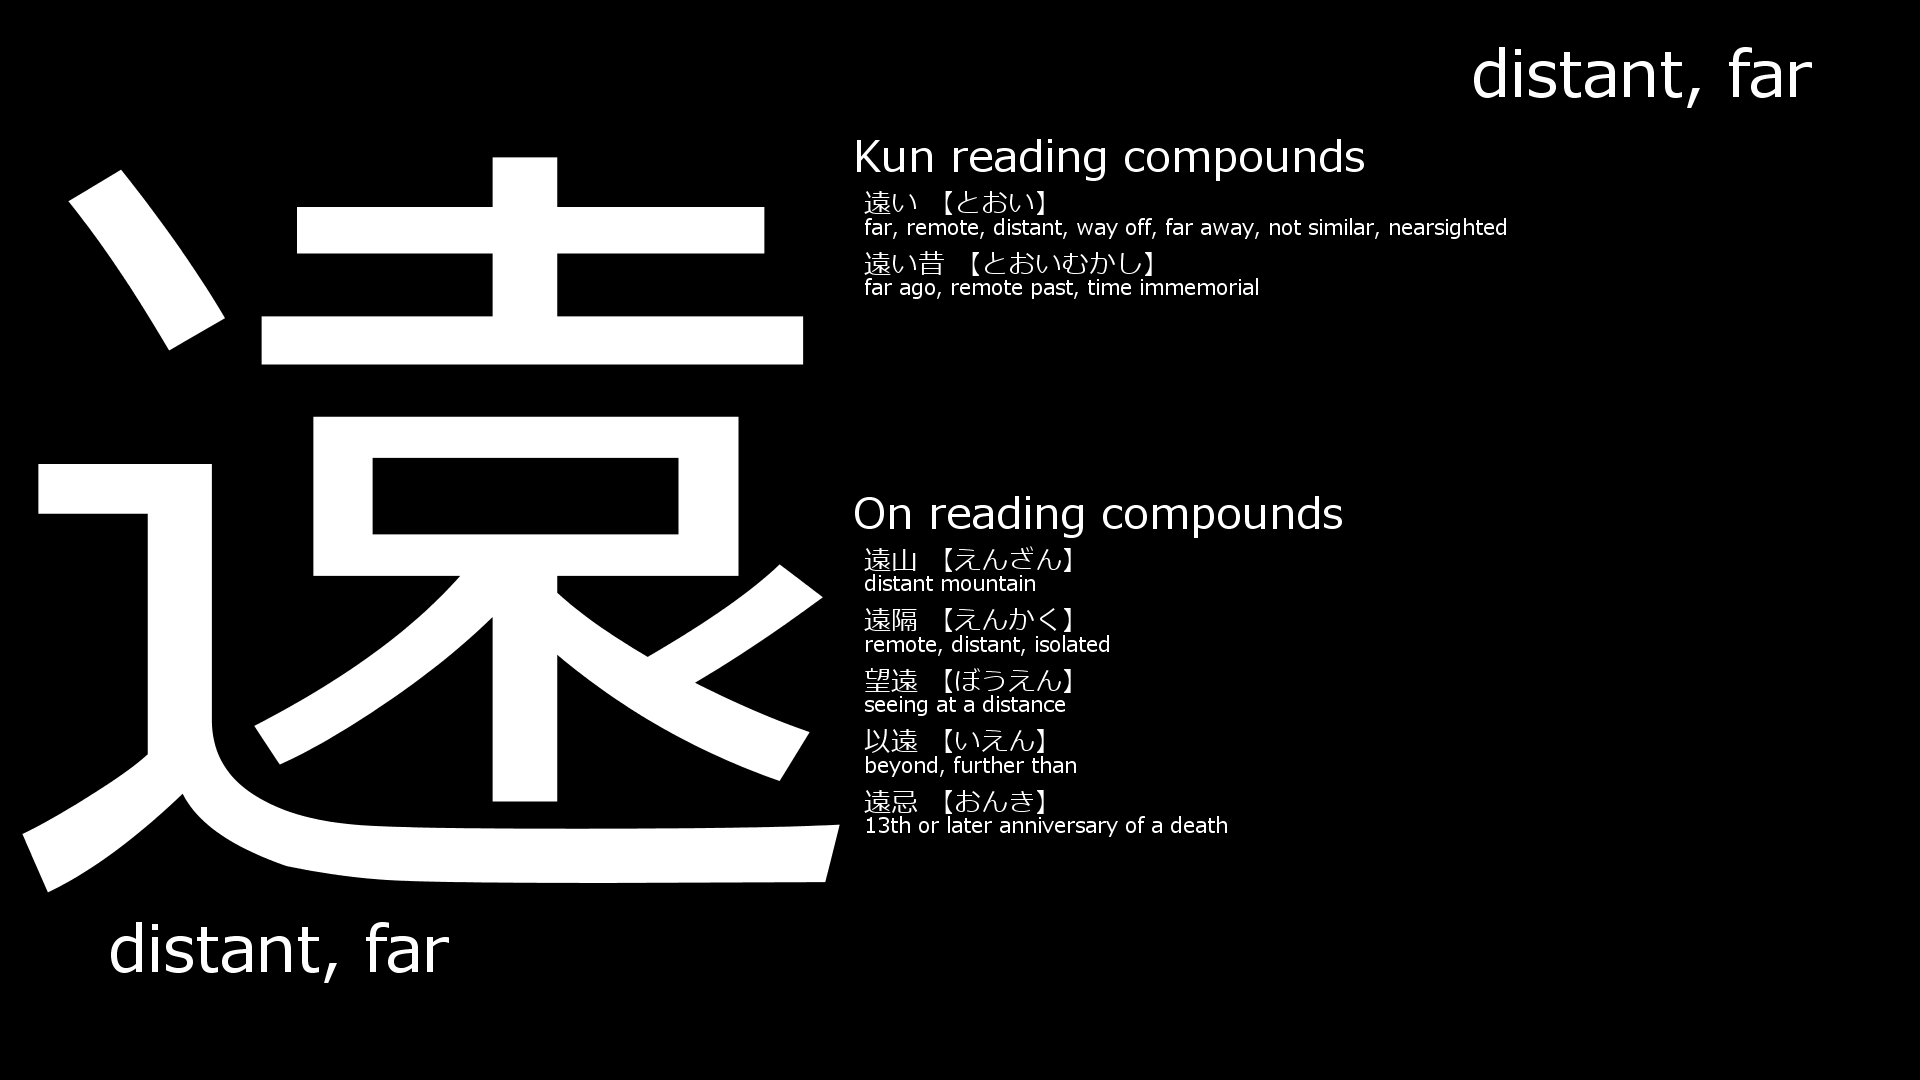 distant, far
遠
Kun reading compounds
遠い 【とおい】
far, remote, distant, way off, far away, not similar, nearsighted
遠い昔 【とおいむかし】
far ago, remote past, time immemorial
On reading compounds
遠山 【えんざん】
distant mountain
遠隔 【えんかく】
remote, distant, isolated
望遠 【ぼうえん】
seeing at a distance
以遠 【いえん】
beyond, further than
遠忌 【おんき】
13th or later anniversary of a death
distant, far